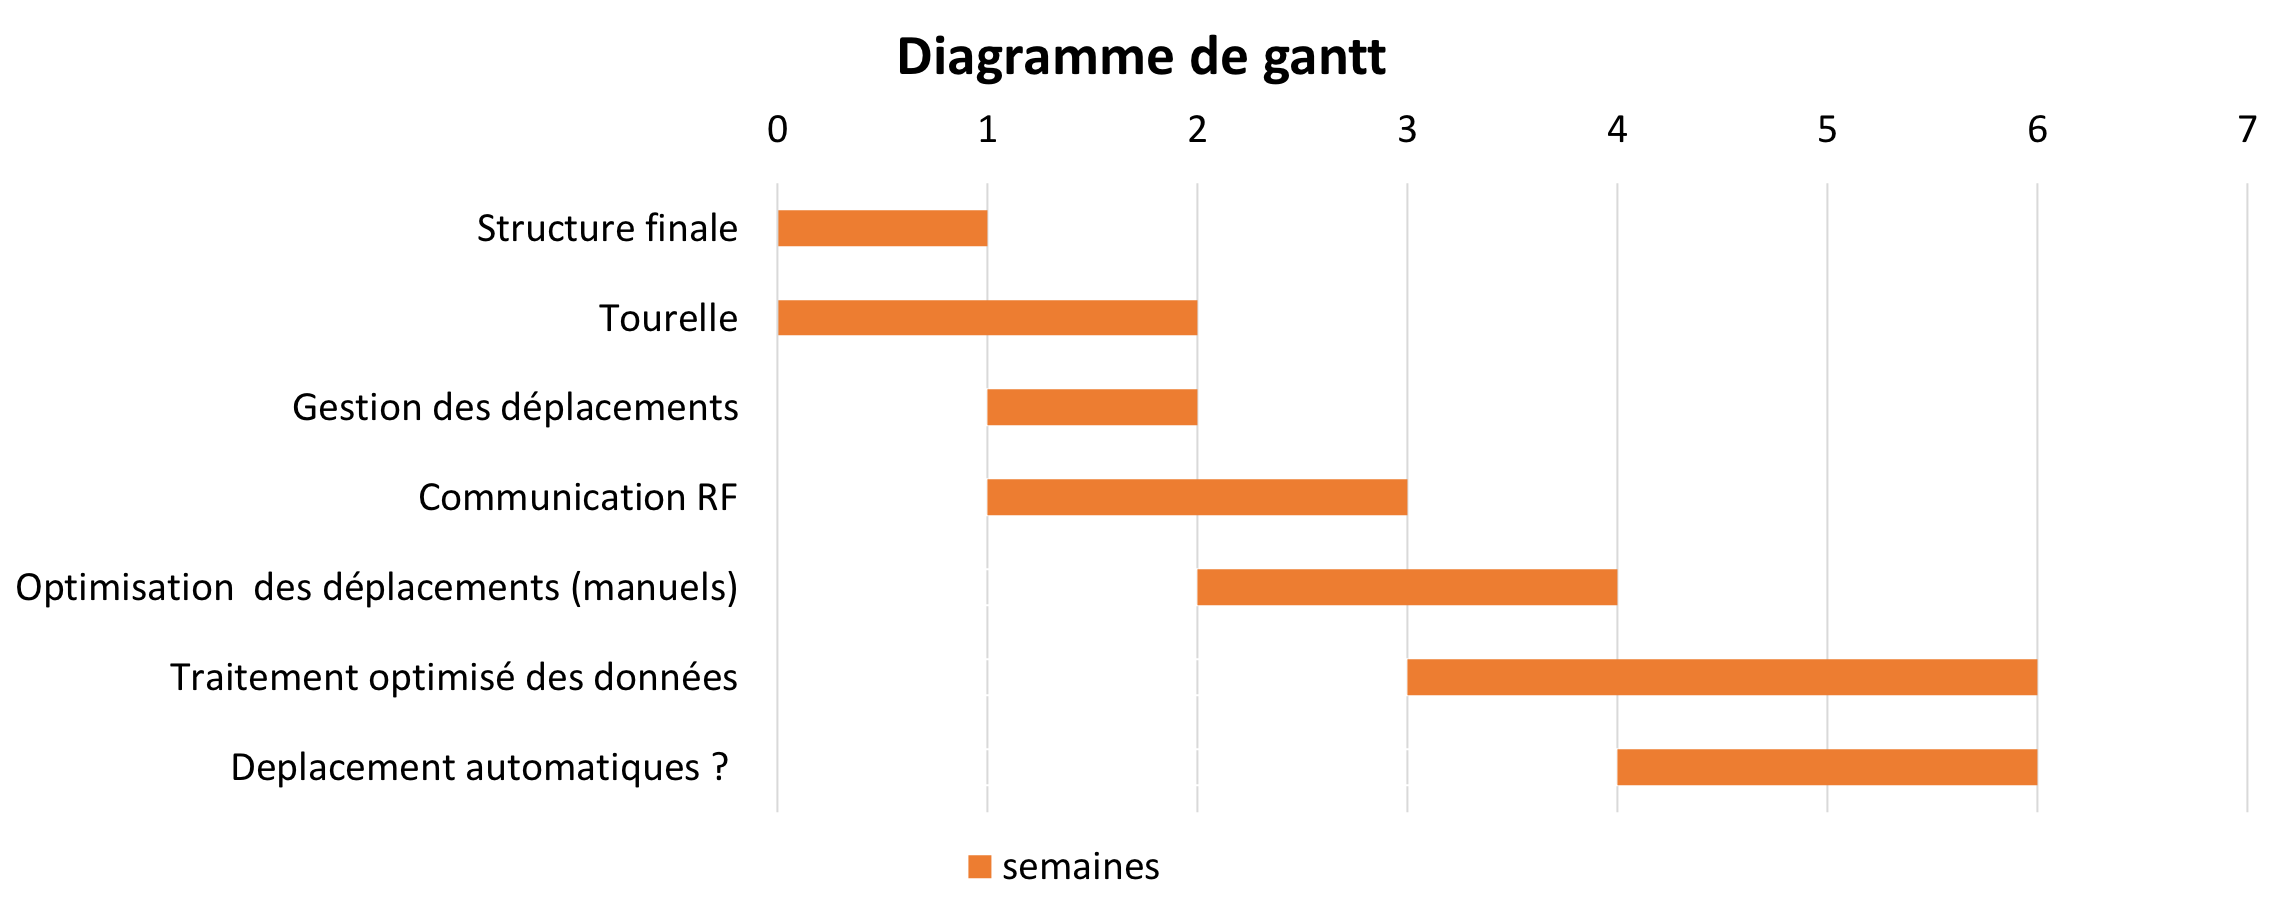 Diagramme de gantt
0 1 2 3 4 5 6 7
Structure finale
Tourelle
Gestion des déplacements
Communication RF
Optimisation  des déplacements (manuels)
Traitement optimisé des données
Deplacement automatiques ?
semaines